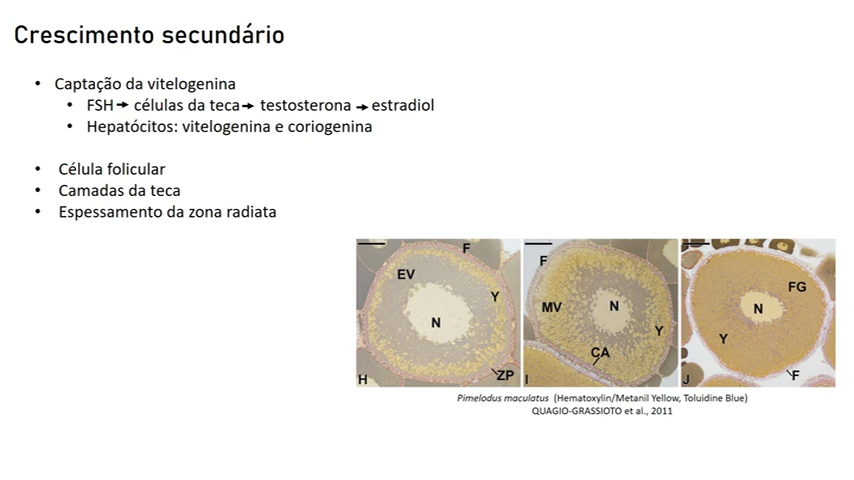 Crescimento secundário
• Captação da vitelogenina
• FSH → células da teca → testosterona → estradiol
• Hepatócitos: vitelogenina e coriogenina
• Célula folicular
• Camadas da teca
• Espessamento da zona radiata
F
EV
Y
N
ZP
H
F
MV
N
Y
CA
I
FG
N
Y
F
J
Pimelodus maculatus (Hematoxylin/Metanil Yellow, Toluidine Blue)
QUAGIO-GRASSIOTO et al., 2011